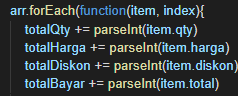 arr.forEach(function(item, index){
totalQty += parseInt(item.qty)
totalHarga += parseInt(item.harga)
totalDiskon += parseInt(item.diskon)
totalBayar += parseInt(item.total)